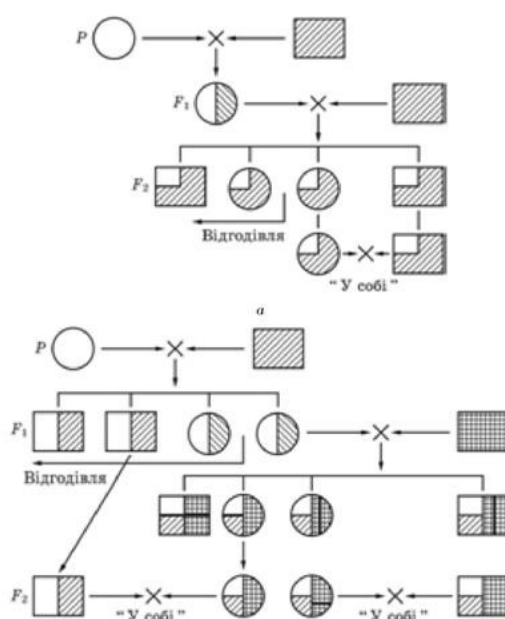 P
F₁
F₂
Відгодівля
“ У собі ”
а
P
F₁
Відгодівля
F₂
“ У собі ” “ У собі ”